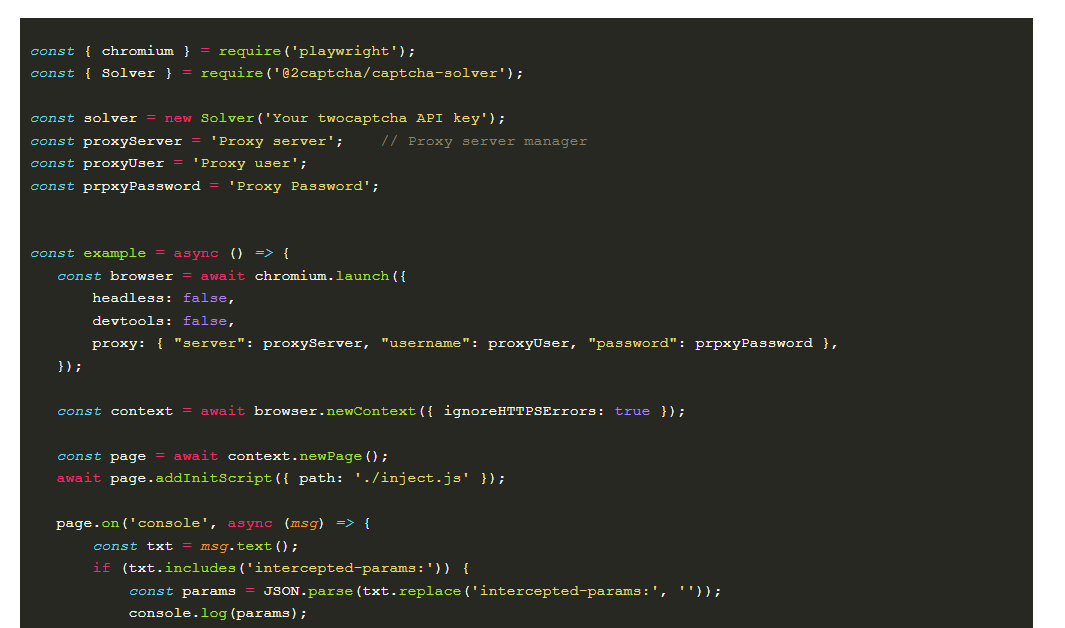 const { chromium } = require('playwright');
const { Solver } = require('@2captcha/captcha-solver');
const solver = new Solver('Your twocaptcha API key');
const proxyServer = 'Proxy server';    // Proxy server manager
const proxyUser = 'Proxy user';
const prpxyPassword = 'Proxy Password';
const example = async () => {
   const browser = await chromium.launch({
       headless: false,
       devtools: false,
       proxy: { "server": proxyServer, "username": proxyUser, "password": prpxyPassword },
   });
   const context = await browser.newContext({ ignoreHTTPSErrors: true });
   const page = await context.newPage();
   await page.addInitScript({ path: './inject.js' });
   page.on('console', async (msg) => {
       const txt = msg.text();
       if (txt.includes('intercepted-params:')) {
           const params = JSON.parse(txt.replace('intercepted-params:', ''));
           console.log(params);